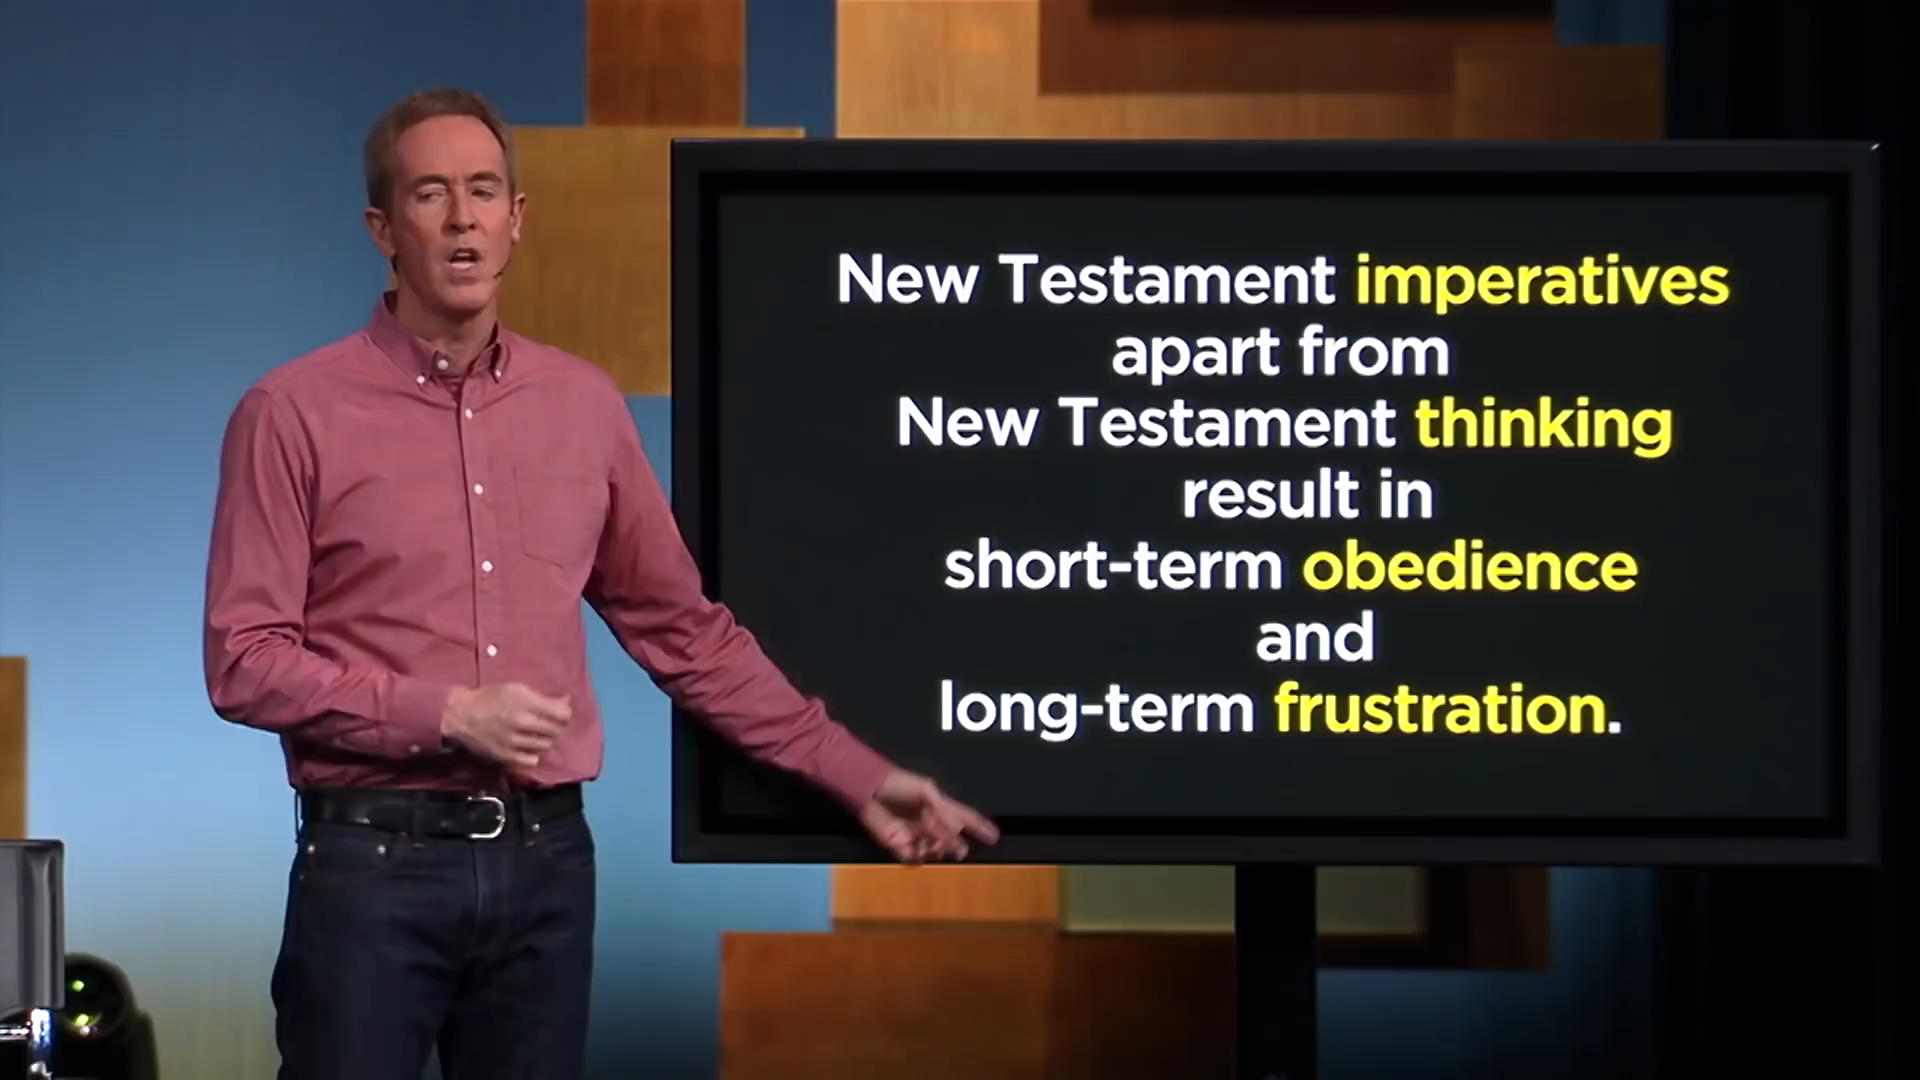 New Testament imperatives
apart from
New Testament thinking
result in
short-term obedience
and
long-term frustration.